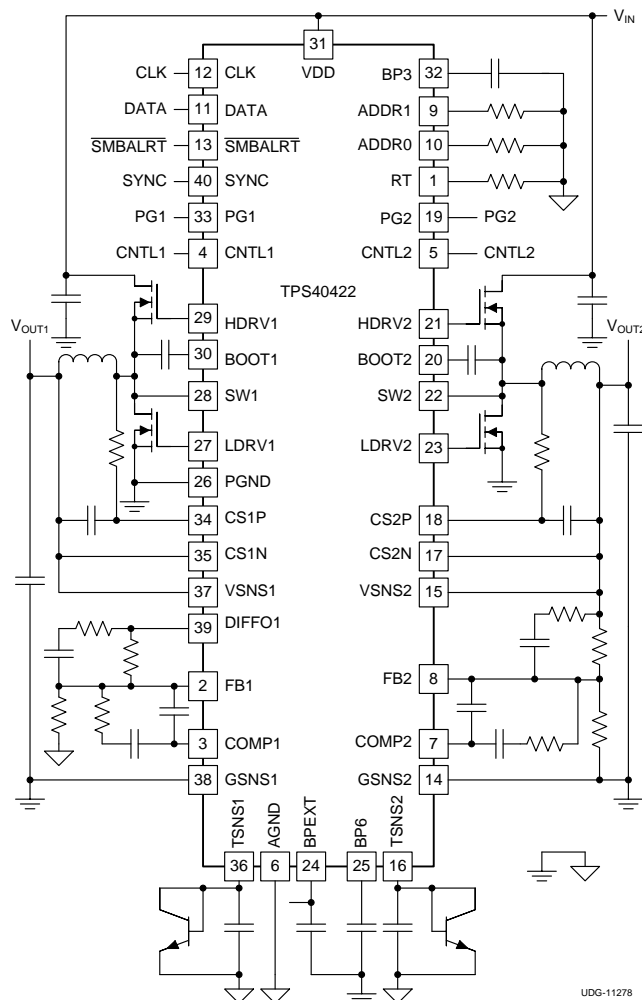 VIN
31
VDD
CLK 12 CLK BP3 32
DATA 11 DATA ADDR1 9
SMBALRT 13 SMBALRT ADDR0 10
SYNC 40 SYNC RT 1
PG1 33 PG1 PG2 19 PG2
CNTL1 4 CNTL1 CNTL2 5 CNTL2
TPS40422
VOUT1 29 HDRV1 HDRV2 21 VOUT2
30 BOOT1 BOOT2 20
28 SW1 SW2 22
27 LDRV1 LDRV2 23
26 PGND
34 CS1P CS2P 18
35 CS1N CS2N 17
37 VSNS1 VSNS2 15
39 DIFFO1
2 FB1 FB2 8
3 COMP1 COMP2 7
38 GSNS1 GSNS2 14
TSNS1 AGND BPEXT BP6 TSNS2
36 6 24 25 16
UDG-11278